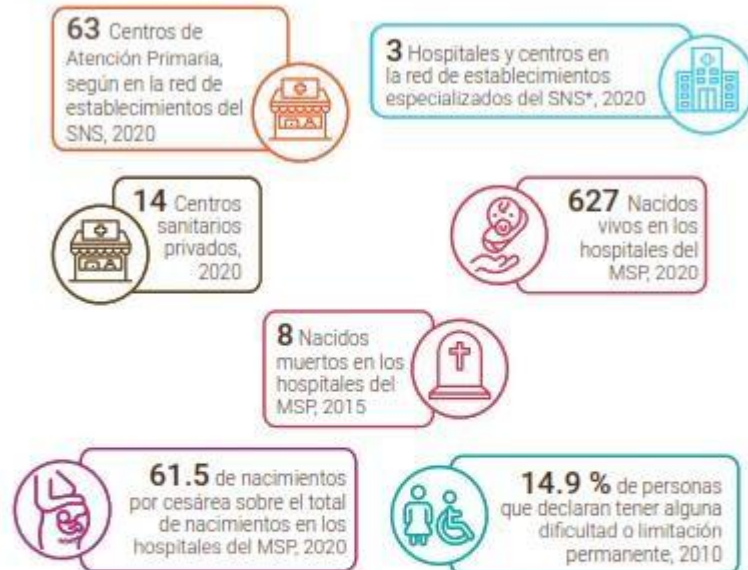 63 Centros de
Atención Primaria,
según en la red de
establecimientos del
SNS, 2020
3 Hospitales y centros en
la red de establecimientos
especializados del SNS*, 2020
14 Centros
sanitarios
privados,
2020
627 Nacidos
vivos en los
hospitales del
MSP, 2020
8 Nacidos
muertos en los
hospitales del
MSP, 2015
61.5 de nacimientos
por cesárea sobre el total
de nacimientos en los
hospitales del MSP, 2020
14.9 % de personas
que declaran tener alguna
dificultad o limitación
permanente, 2010